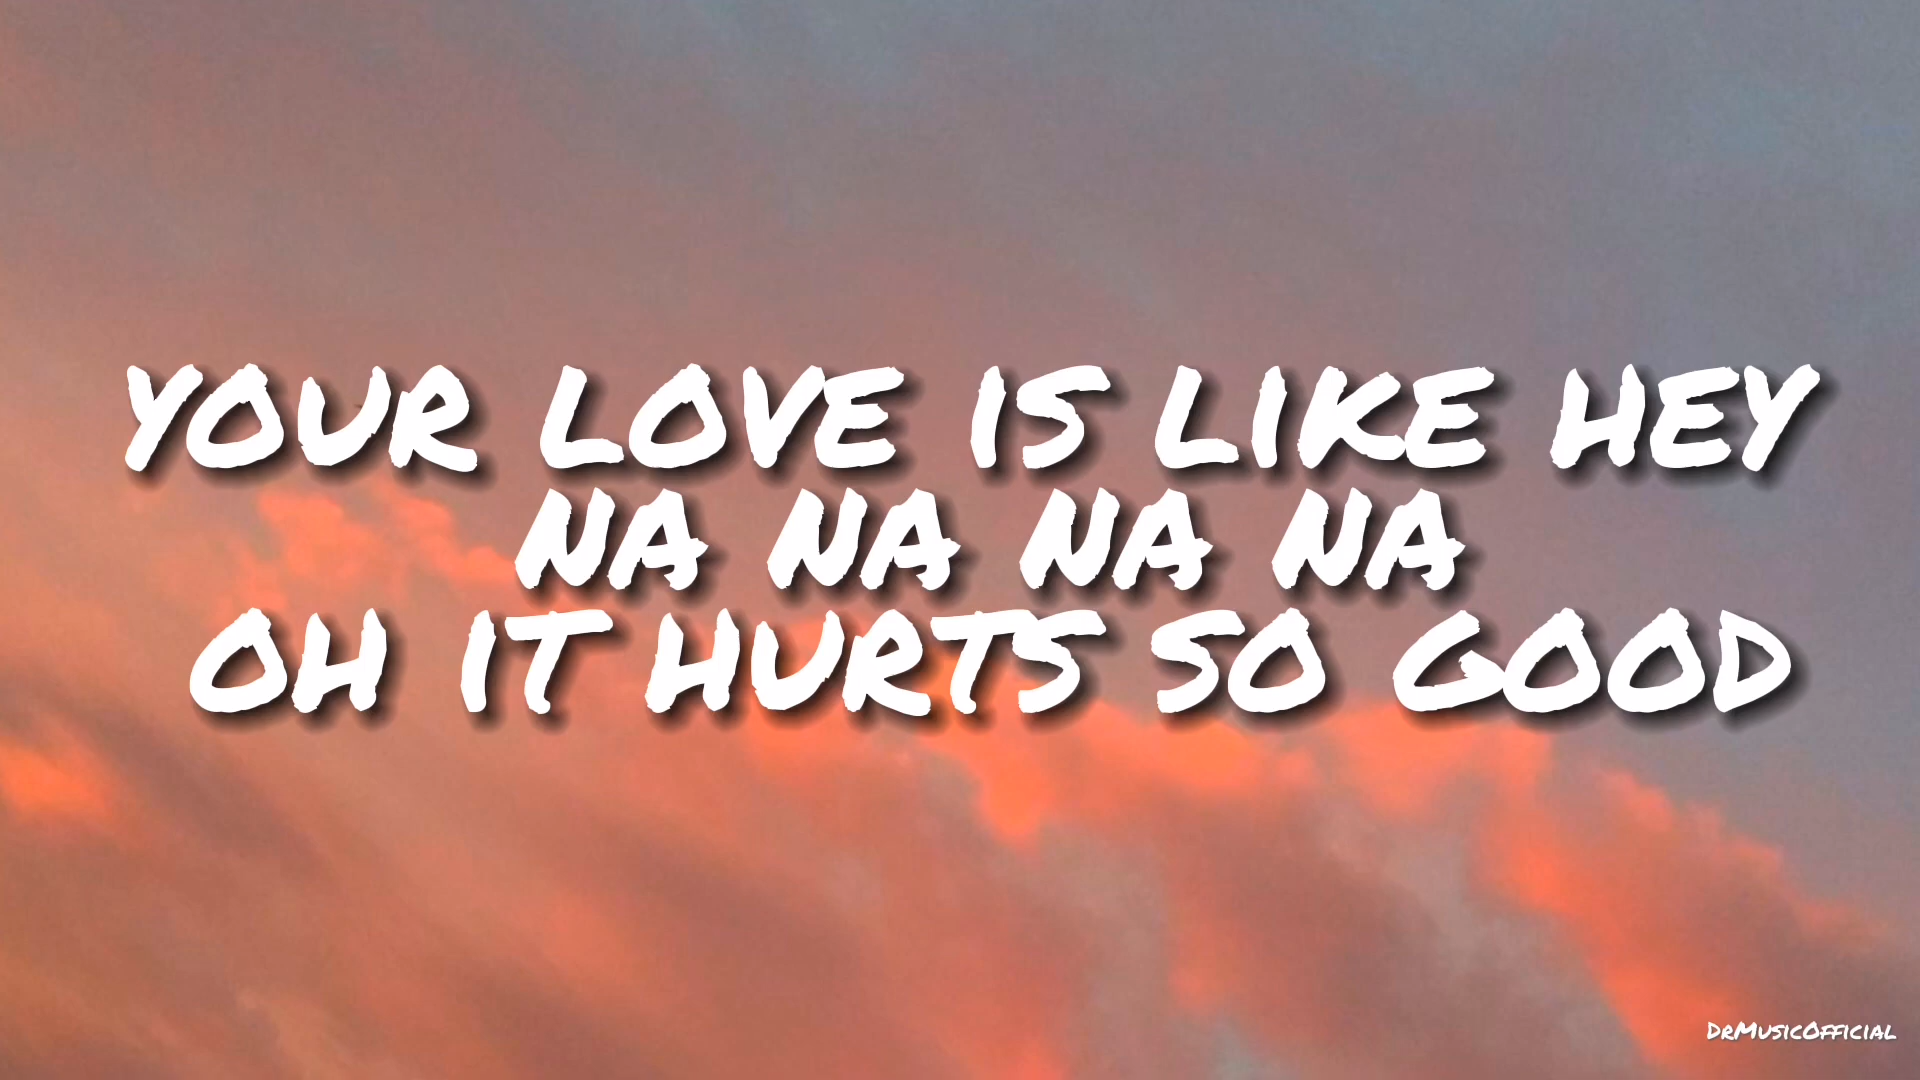 YOUR LOVE IS LIKE HEY
NA NA NA NA
OH IT HURTS SO GOOD
DRMUSICOFFICIAL